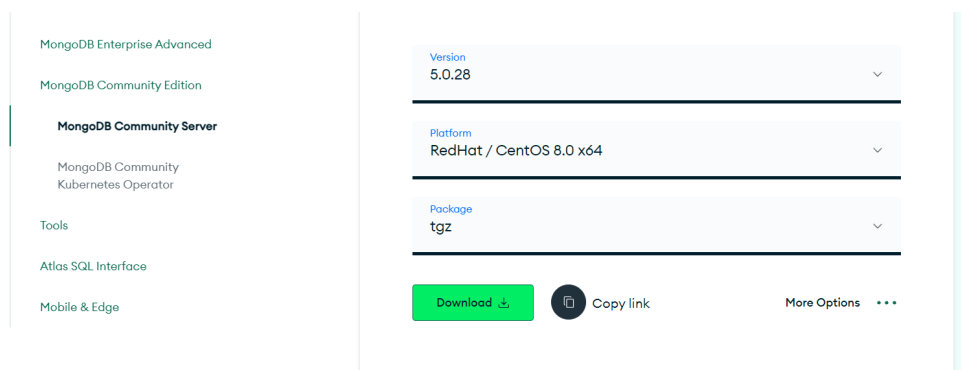 MongoDB Enterprise Advanced
MongoDB Community Edition
MongoDB Community Server
MongoDB Community
Kubernetes Operator
Tools
Atlas SQL Interface
Mobile & Edge
Version
5.0.28
Platform
RedHat / CentOS 8.0 x64
Package
tgz
Download
Copy link
More Options